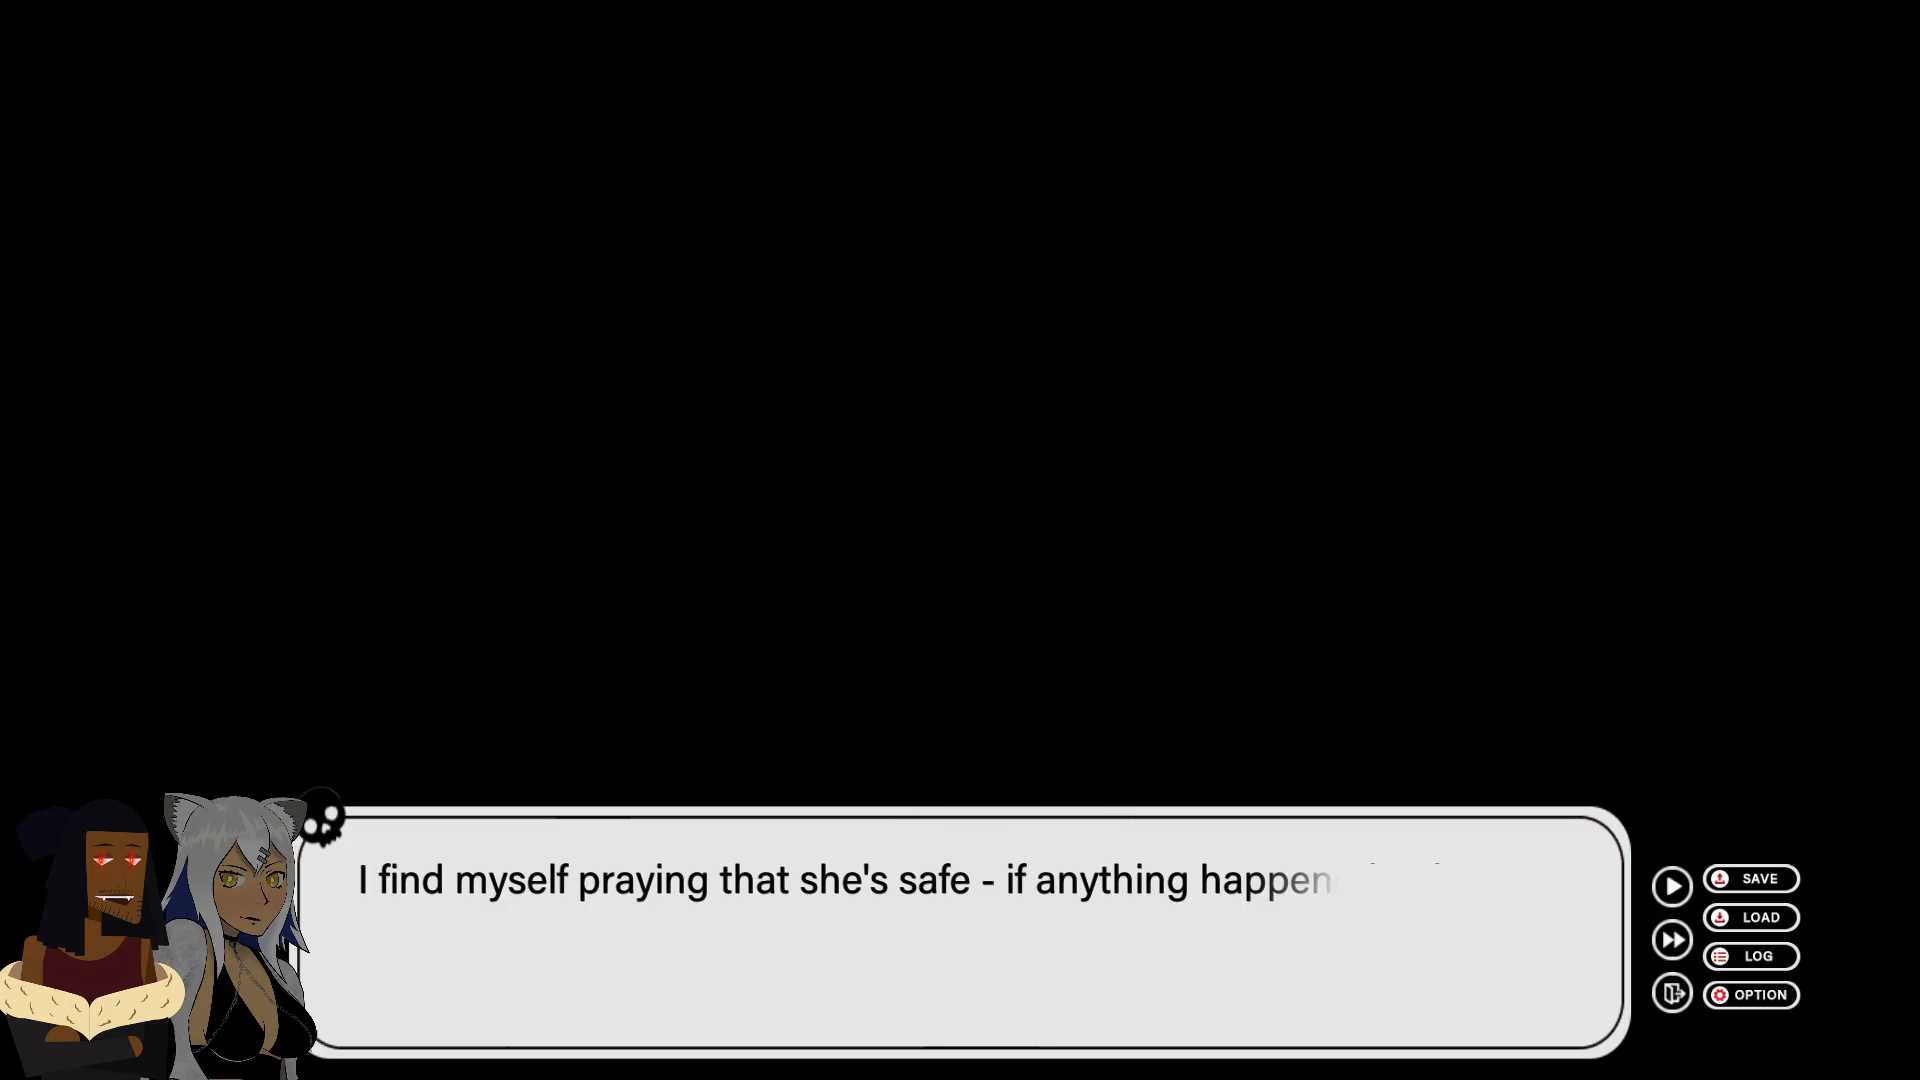 I find myself praying that she's safe - if anything happen
SAVE
LOAD
LOG
OPTION